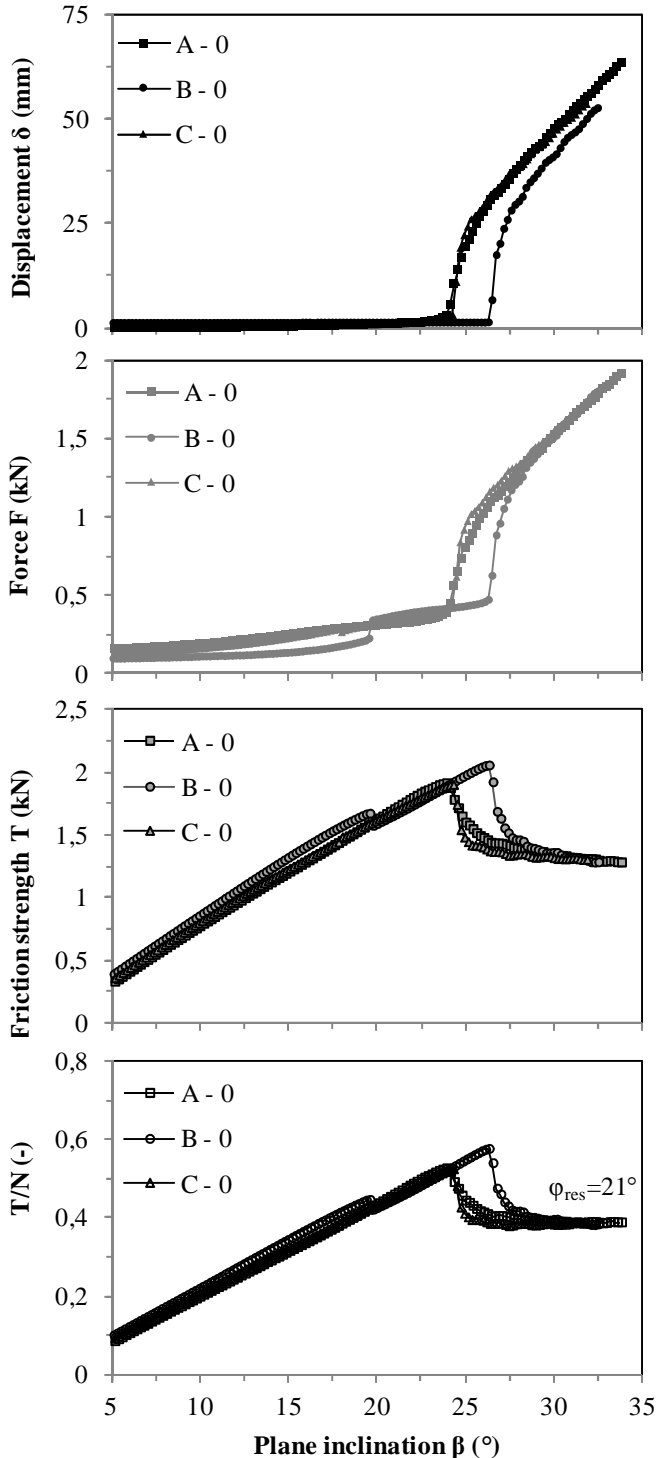 75
50
25
0
Displacement δ (mm)
A - 0
B - 0
C - 0
2
1,5
1
0,5
0
Force F (kN)
A - 0
B - 0
C - 0
2,5
2
1,5
1
0,5
0
Friction strength T (kN)
A - 0
B - 0
C - 0
0,8
0,6
0,4
0,2
0
T/N (-)
A - 0
B - 0
C - 0
φres=21°
5 10 15 20 25 30 35
Plane inclination β (°)